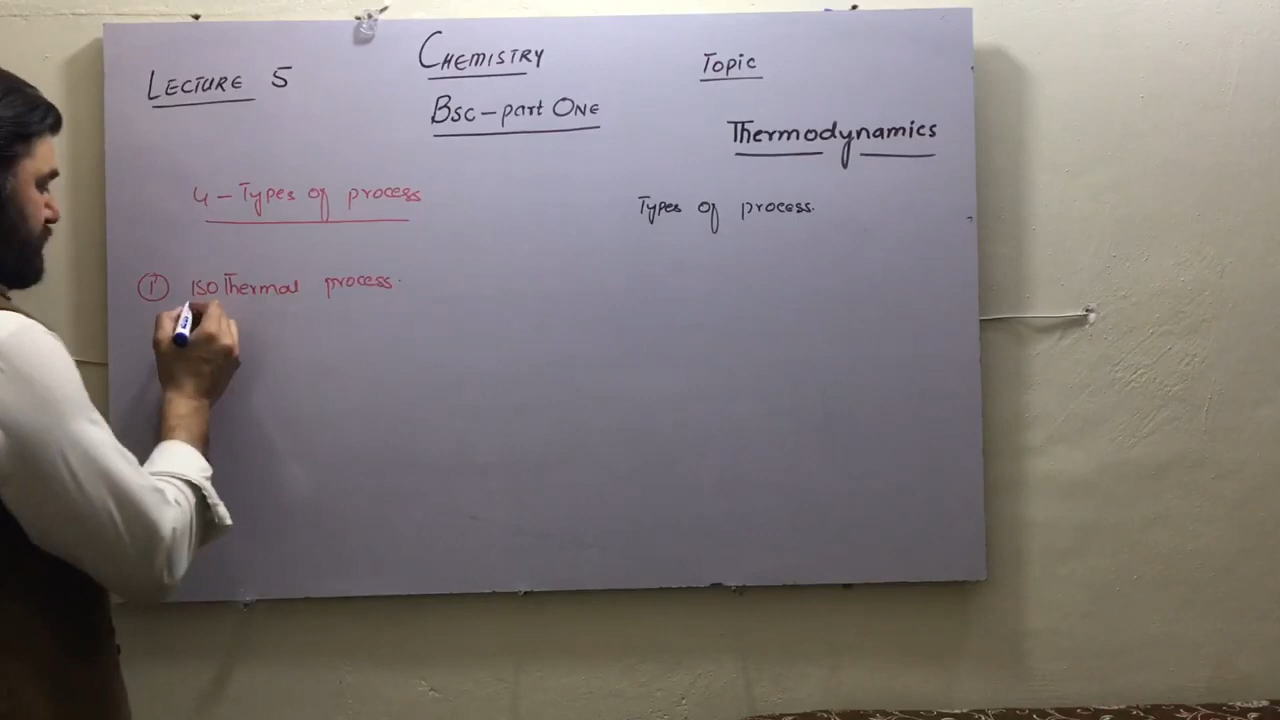 LECTURE 5
CHEMISTRY
BSC - part ONE
Topic
Thermodynamics
4 - Types of process
Types of process.
① ISOThermal process.